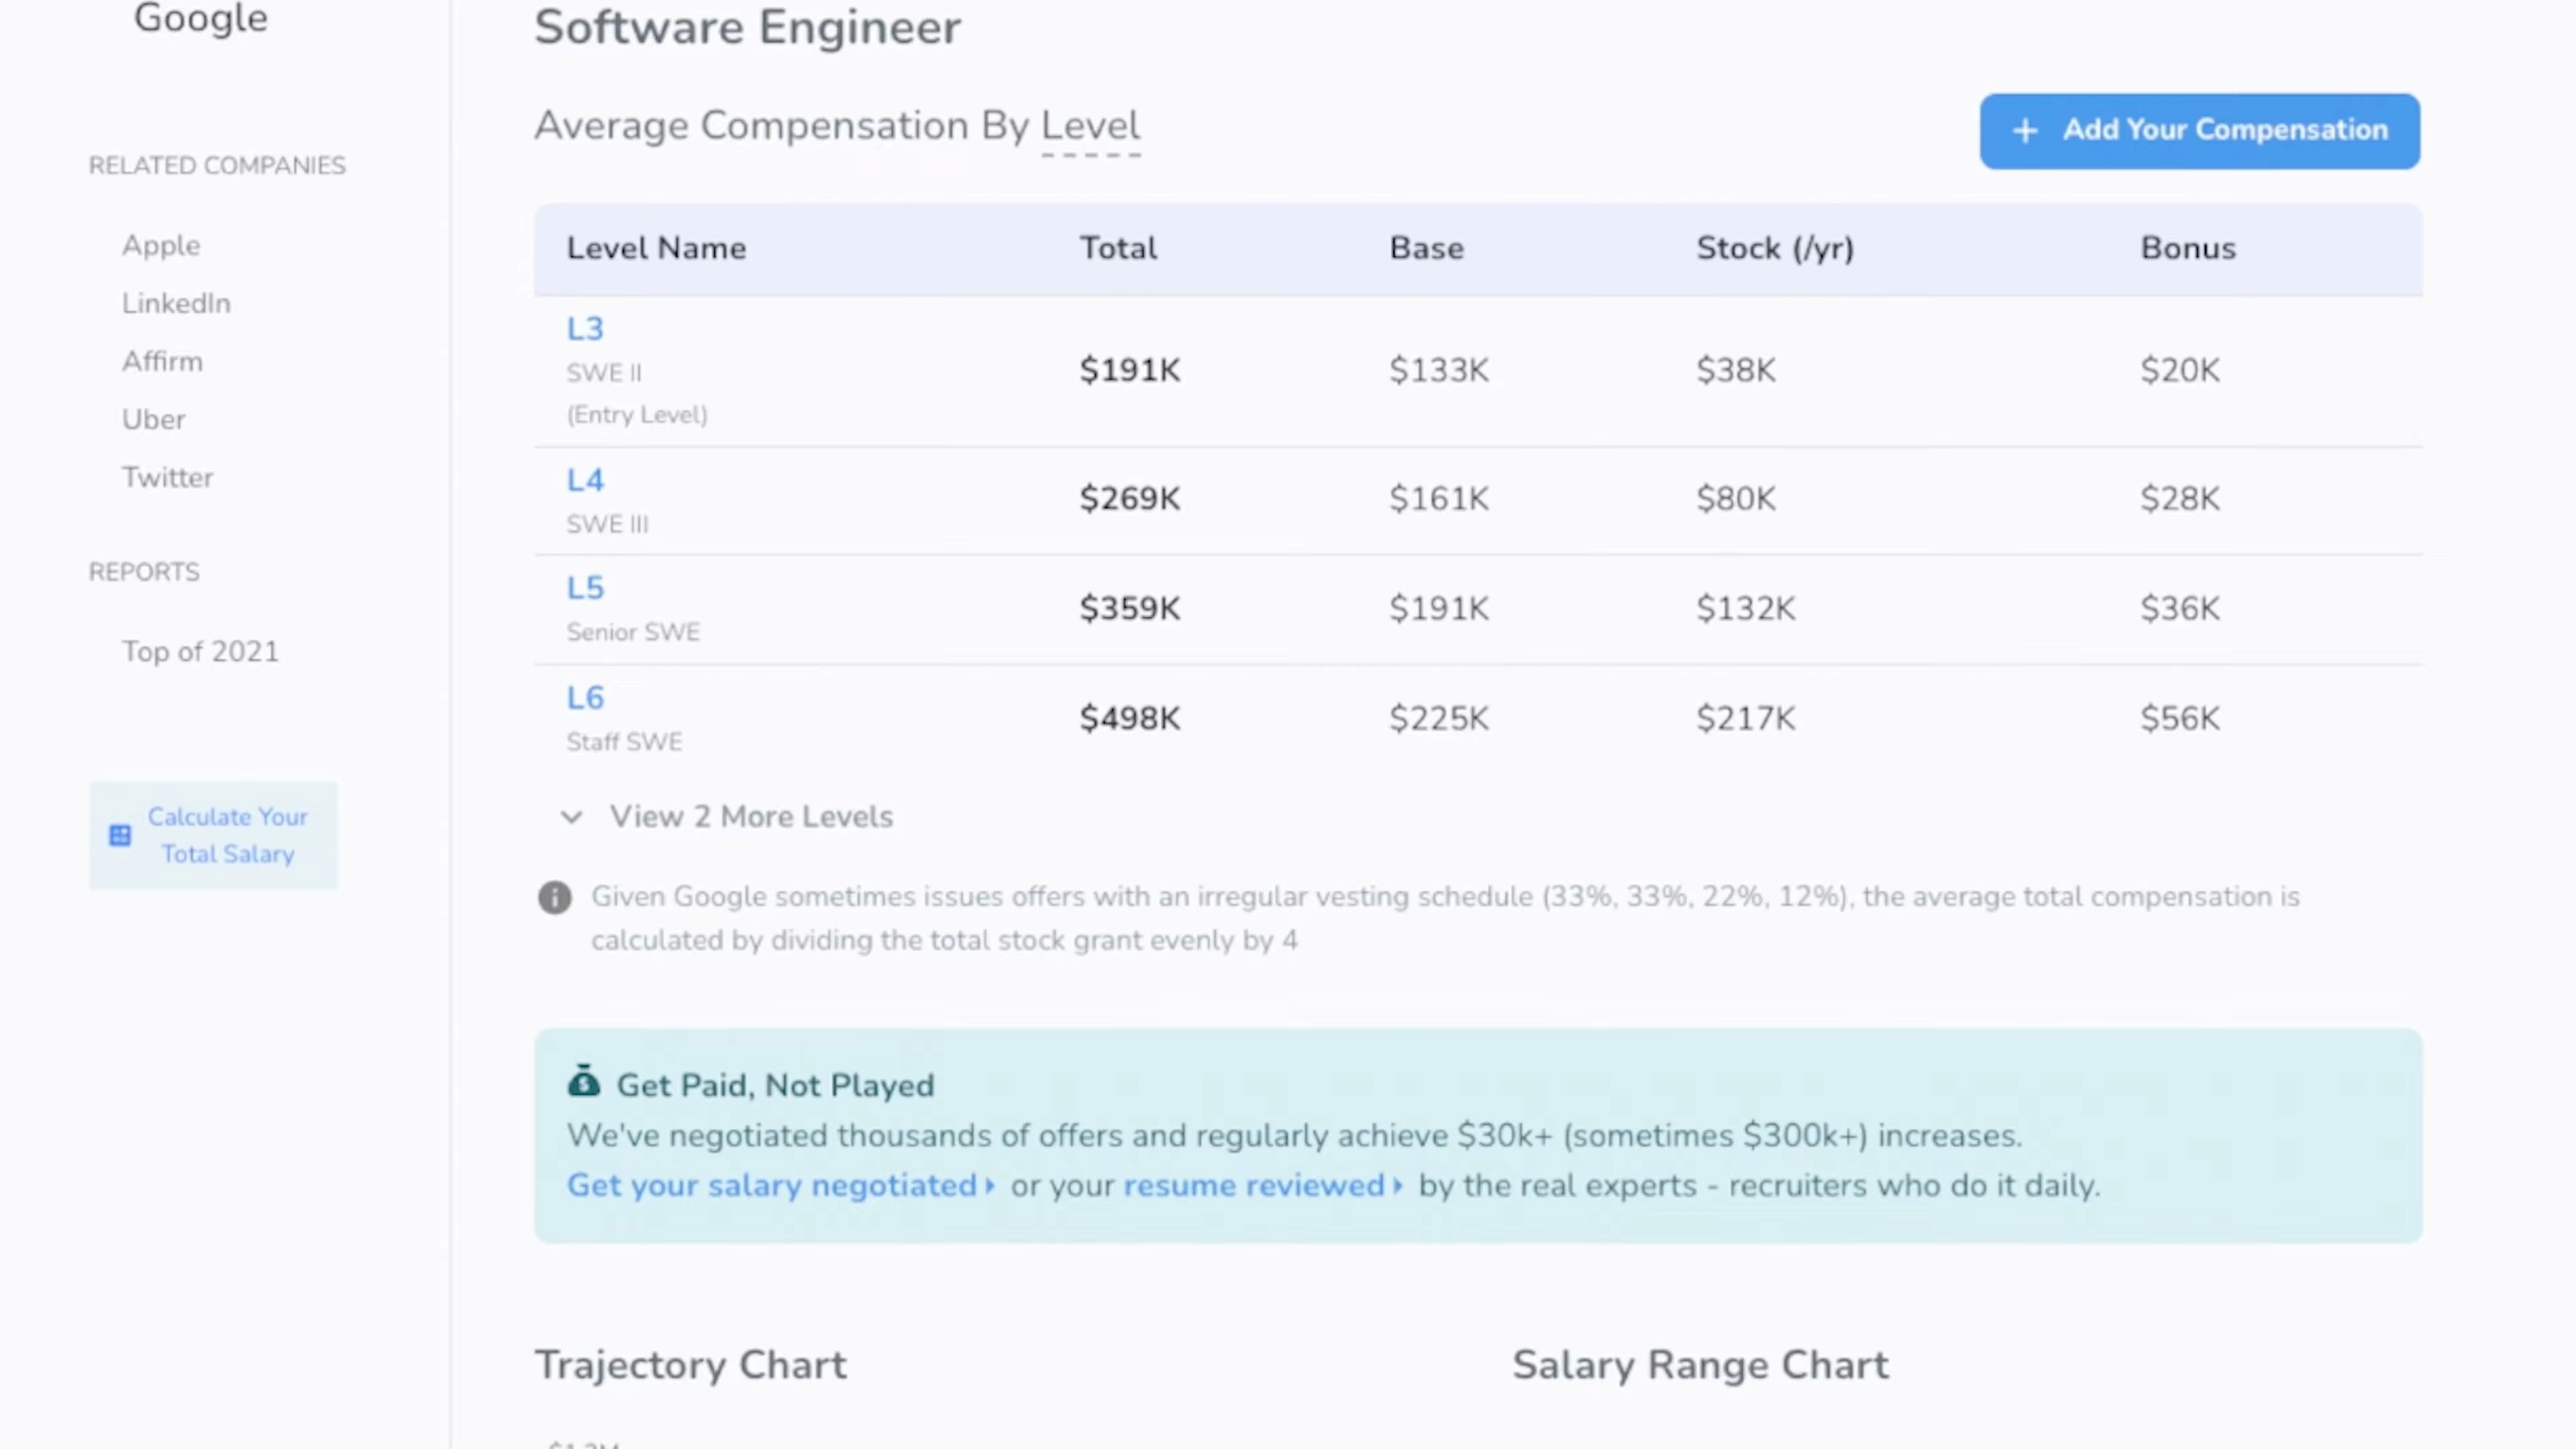 Google
RELATED COMPANIES
Apple
LinkedIn
Affirm
Uber
Twitter
REPORTS
Top of 2021
Calculate Your
Total Salary
Software Engineer
Average Compensation By Level
+ Add Your Compensation
Level Name Total Base Stock (/yr) Bonus
L3
SWE II
(Entry Level)
$191K $133K $38K $20K
L4
SWE III
$269K $161K $80K $28K
L5
Senior SWE
$359K $191K $132K $36K
L6
Staff SWE
$498K $225K $217K $56K
View 2 More Levels
Given Google sometimes issues offers with an irregular vesting schedule (33%, 33%, 22%, 12%), the average total compensation is
calculated by dividing the total stock grant evenly by 4
Get Paid, Not Played
We've negotiated thousands of offers and regularly achieve $30k+ (sometimes $300k+) increases.
Get your salary negotiated or your resume reviewed by the real experts - recruiters who do it daily.
Trajectory Chart
Salary Range Chart